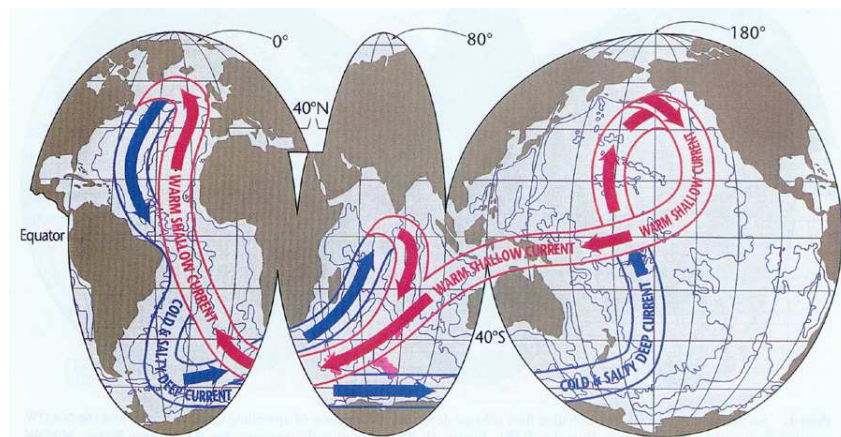 0°
80°
180°
40°N
Equator
40°S
WARM SHALLOW CURRENT
COLD & SALTY DEEP CURRENT
WARM SHALLOW CURRENT
WARM SHALLOW CURRENT
COLD & SALTY DEEP CURRENT